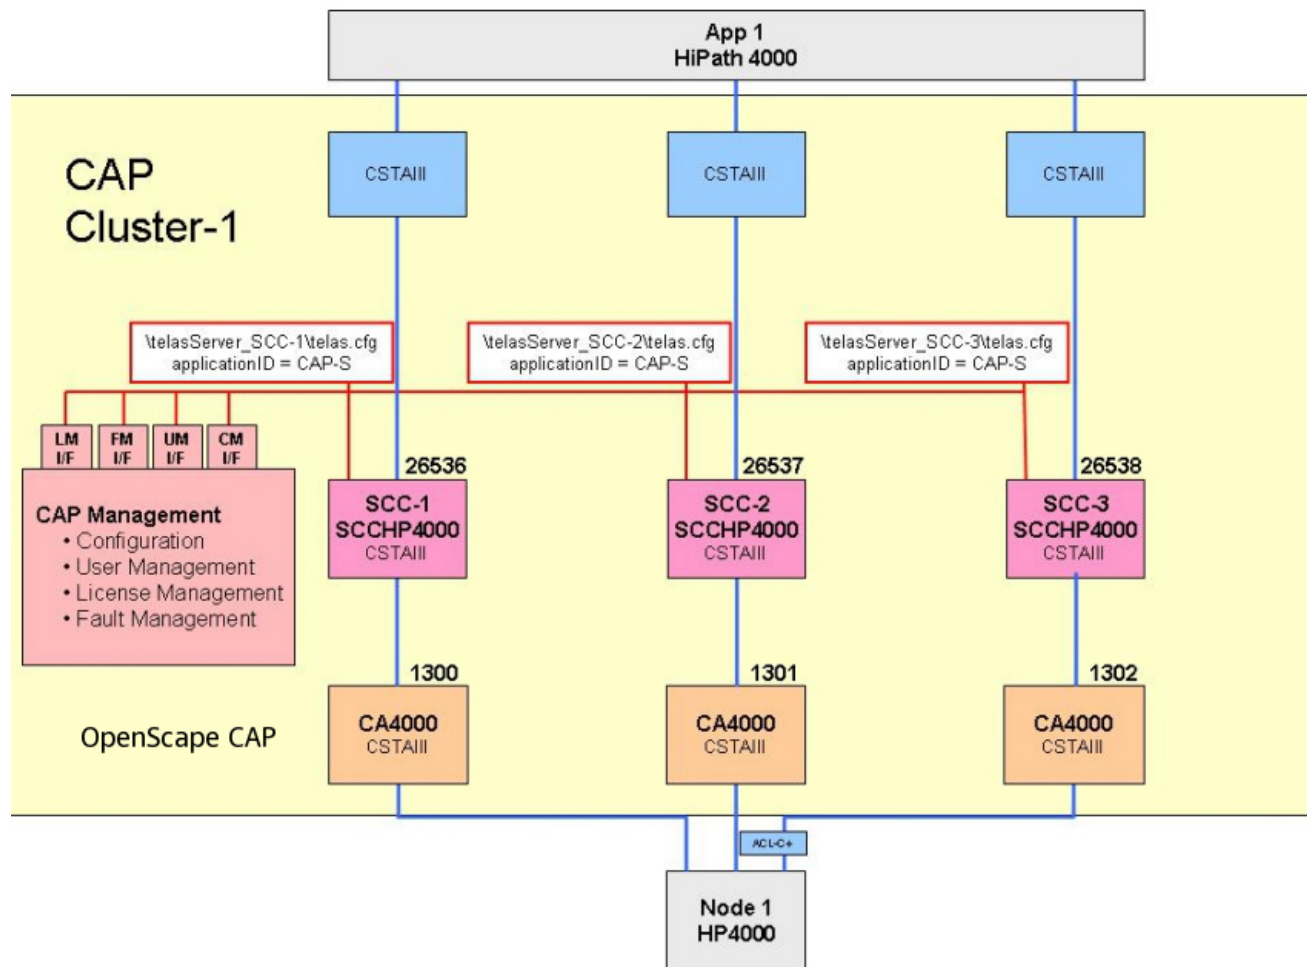 App 1
HiPath 4000
CAP
Cluster-1
CSTAIII
CSTAIII
CSTAIII
\telasServer_SCC-1\telas.cfg
applicationID = CAP-S
\telasServer_SCC-2\telas.cfg
applicationID = CAP-S
\telasServer_SCC-3\telas.cfg
applicationID = CAP-S
LM
I/F
FM
I/F
UM
I/F
CM
I/F
CAP Management
• Configuration
• User Management
• License Management
• Fault Management
26536
SCC-1
SCCHP4000
CSTAIII
26537
SCC-2
SCCHP4000
CSTAIII
26538
SCC-3
SCCHP4000
CSTAIII
OpenScape CAP
1300
CA4000
CSTAIII
1301
CA4000
CSTAIII
1302
CA4000
CSTAIII
ACL-C+
Node 1
HP4000